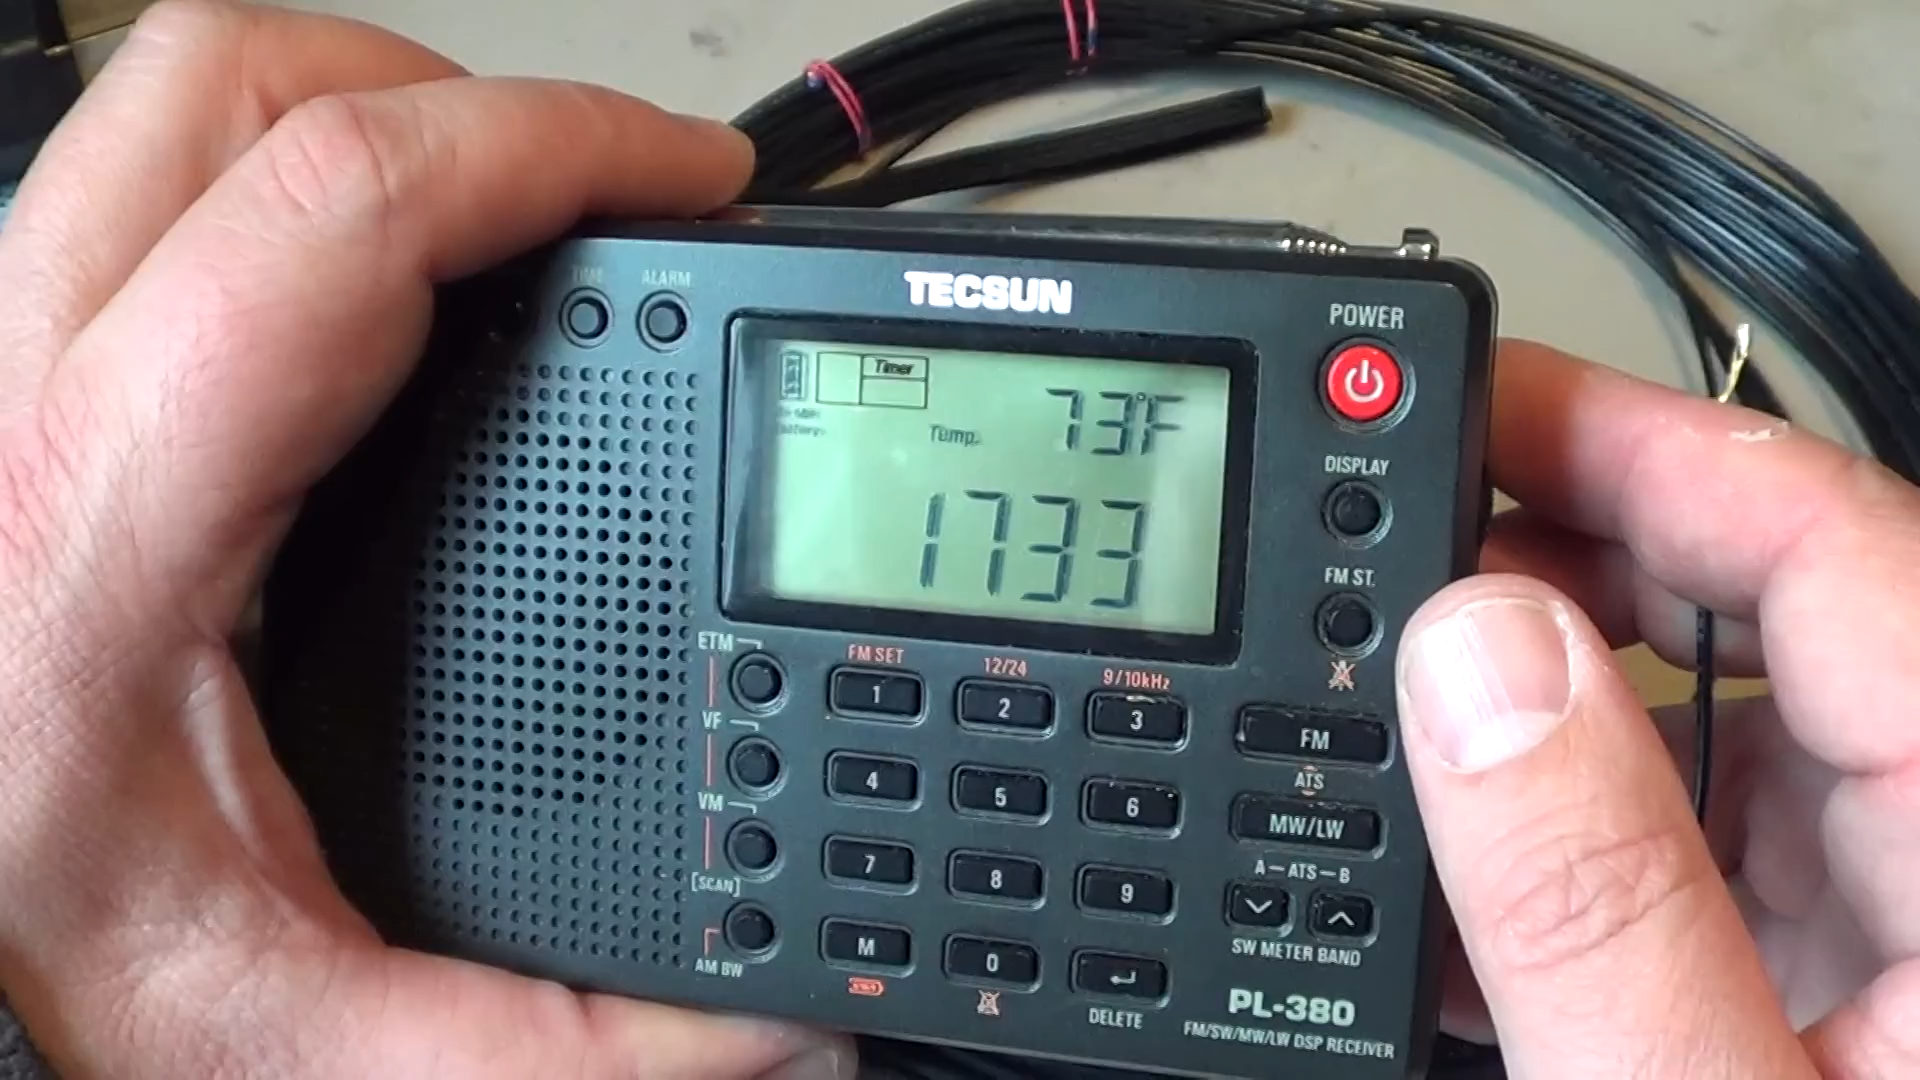 TIME ALARM
TECSUN
POWER
Timer
73°F
Temp.
DISPLAY
1733
FM ST.
ETM
FM SET 12/24 9/10kHz
1 2 3
VF
FM
4 5 6
ATS
VM
MW/LW
7 8 9
A-ATS-B
[SCAN]
M 0
SW METER BAND
AM BW
DELETE
PL-380
FM/SW/MW/LW DSP RECEIVER